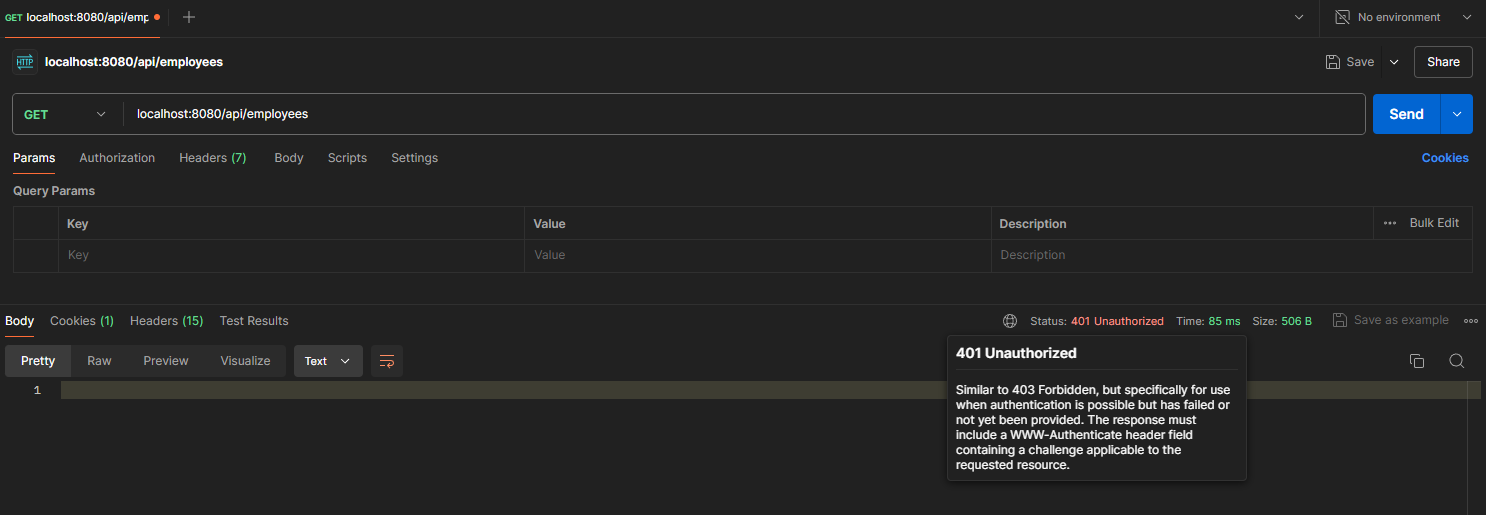 GET localhost:8080/api/emp
No environment
HTTP localhost:8080/api/employees
Save
Share
GET localhost:8080/api/employees
Send
Params Authorization Headers (7) Body Scripts Settings Cookies
Query Params
Key Value Description ••• Bulk Edit
Key Value Description
Body Cookies (1) Headers (15) Test Results Status: 401 Unauthorized Time: 85 ms Size: 506 B Save as example
Pretty Raw Preview Visualize Text
1
401 Unauthorized
Similar to 403 Forbidden, but specifically for use
when authentication is possible but has failed or
not yet been provided. The response must
include a WWW-Authenticate header field
containing a challenge applicable to the
requested resource.